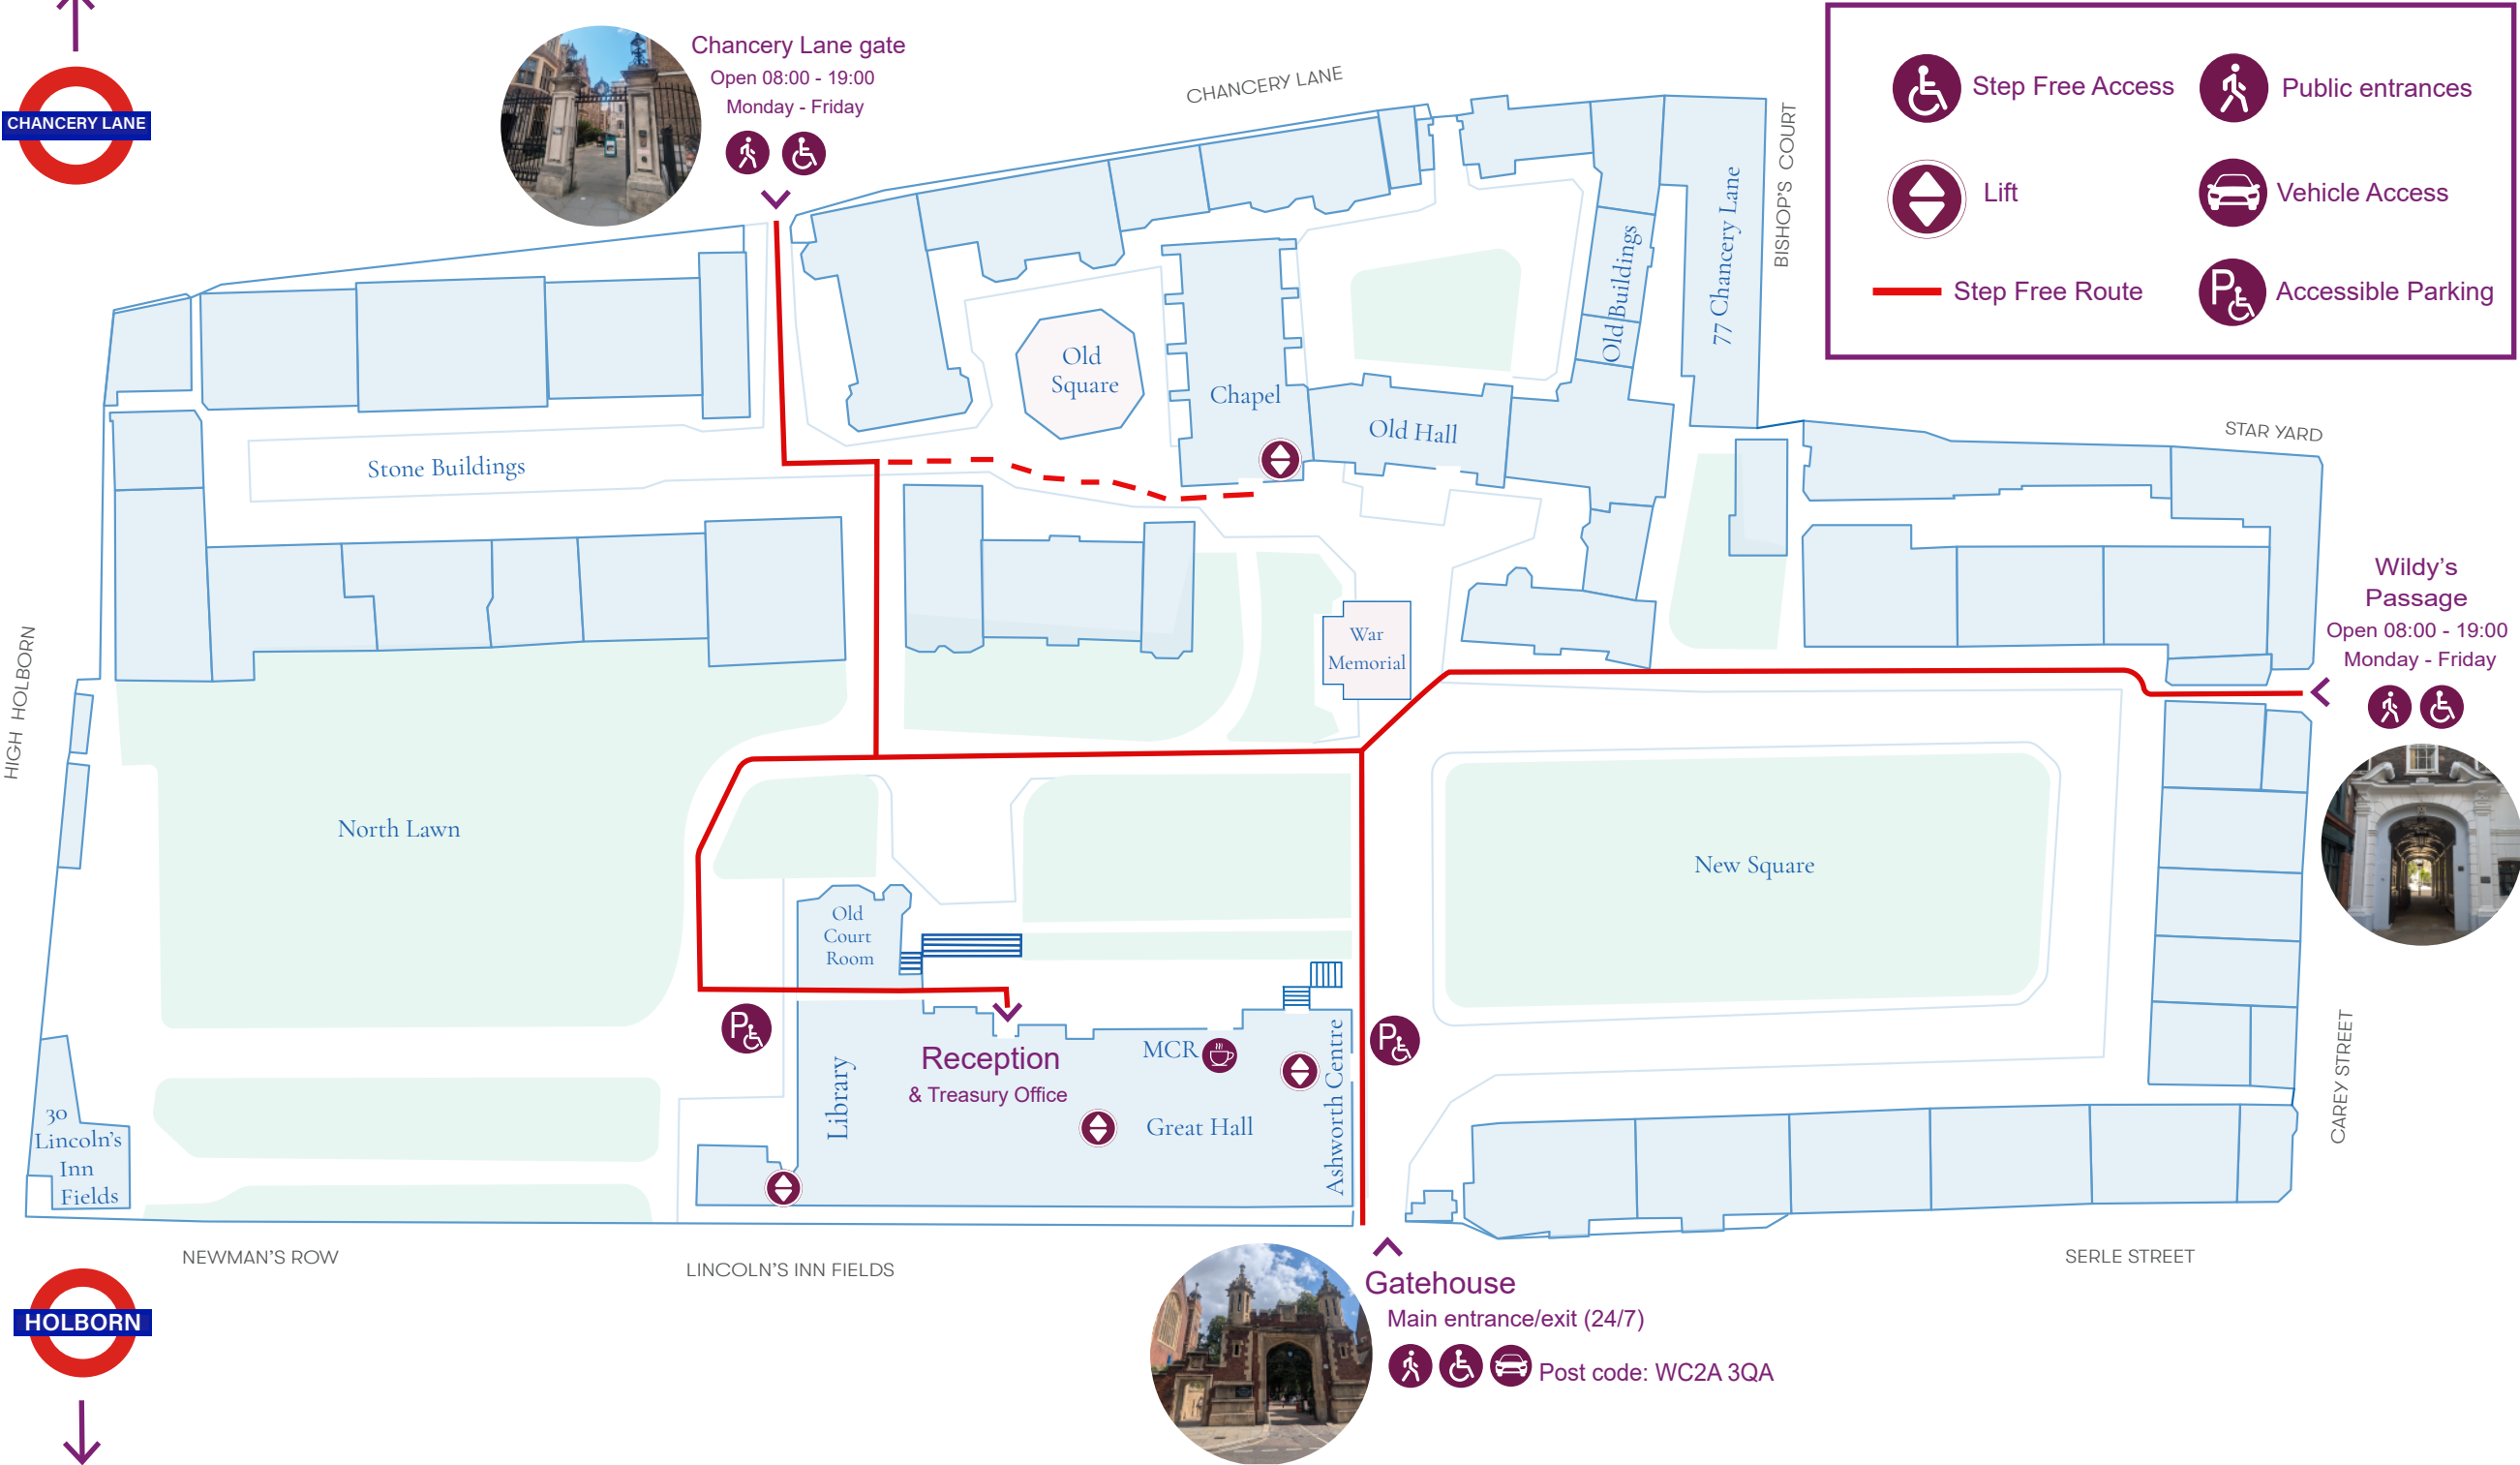 CHANCERY LANE
Chancery Lane gate
Open 08:00 - 19:00
Monday - Friday
CHANCERY LANE
BISHOP'S COURT
Step Free Access
Public entrances
Lift
Vehicle Access
Step Free Route
P
Accessible Parking
77 Chancery Lane
Old Buildings
Old Buildings
Old
Square
Chapel
Old Hall
Stone Buildings
STAR YARD
Wildy's
Passage
Open 08:00 - 19:00
Monday - Friday
War
Memorial
HIGH HOLBORN
North Lawn
New Square
Old
Court
Room
P
P
Reception
& Treasury Office
MCR
Library
Great Hall
Ashworth Centre
CAREY STREET
30
Lincoln's
Inn
Fields
NEWMAN'S ROW
LINCOLN'S INN FIELDS
SERLE STREET
HOLBORN
Gatehouse
Main entrance/exit (24/7)
Post code: WC2A 3QA